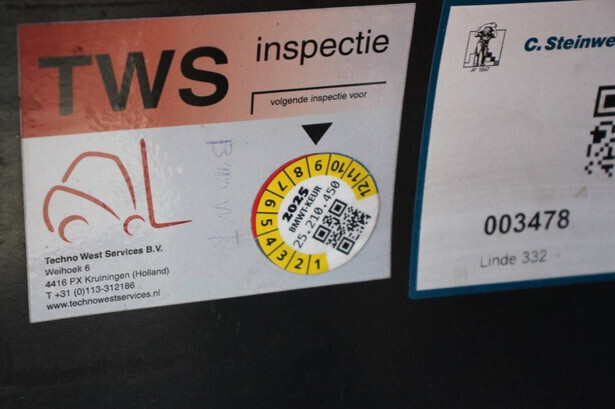 TWS
inspectie
volgende inspectie voor
Techno West Services B.V.
Weihoek 6
4416 PX Kruiningen (Holland)
T +31 (0)113-312186
www.technowestservices.nl
1 2 3 4 5 6 7 8 9 10 11 12
2025
BMWT-KEUR
25.210.450
C. Steinwe
Aº 1847
003478
Linde 332